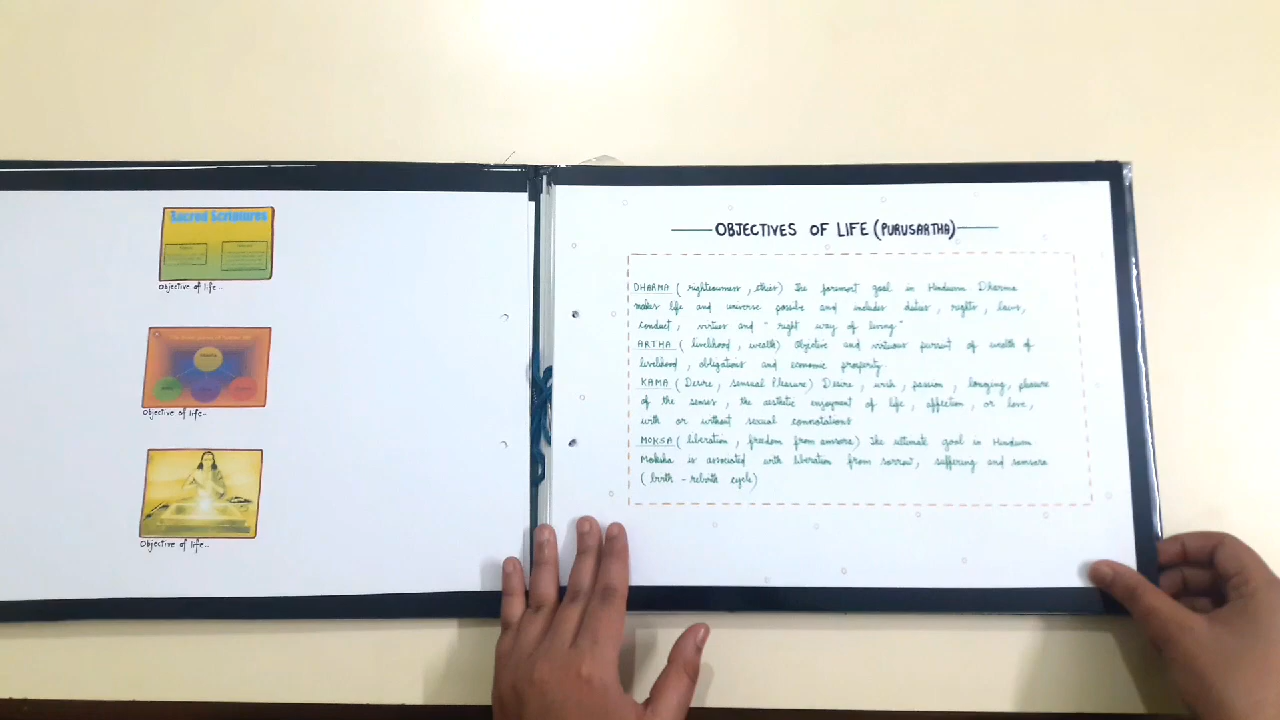 Sacred Scriptures
Objective of life..
Objective of life..
Objective of life..
OBJECTIVES OF LIFE (PURUSARTHA)
DHARMA ( righteousness , ethics) The foremost goal in Hinduism Dharma
makes life and universe possible and includes duties , rights , laws ,
conduct , virtues and " right way of living"
ARTHA ( livelihood , wealth) Objective and virtuous pursuit of wealth of
livelihood , obligations and economic prosperity.
KAMA ( Desire , sensual Pleasure) Desire , wish , passion , longing , pleasure
of the senses , the aesthetic enjoyment of life , affection , or love ,
with or without sexual connotations
MOKSA ( liberation , freedom from ) The ultimate goal in Hinduism
Moksha is associated with liberation from sorrow, suffering and samsara
( birth - rebirth cycle)